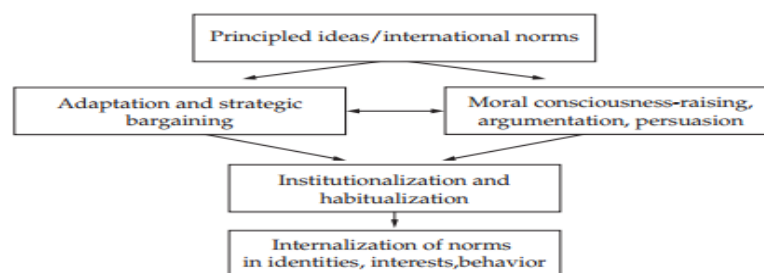 Principled ideas/international norms
Adaptation and strategic
bargaining
Moral consciousness-raising,
argumentation, persuasion
Institutionalization and
habitualization
Internalization of norms
in identities, interests,behavior